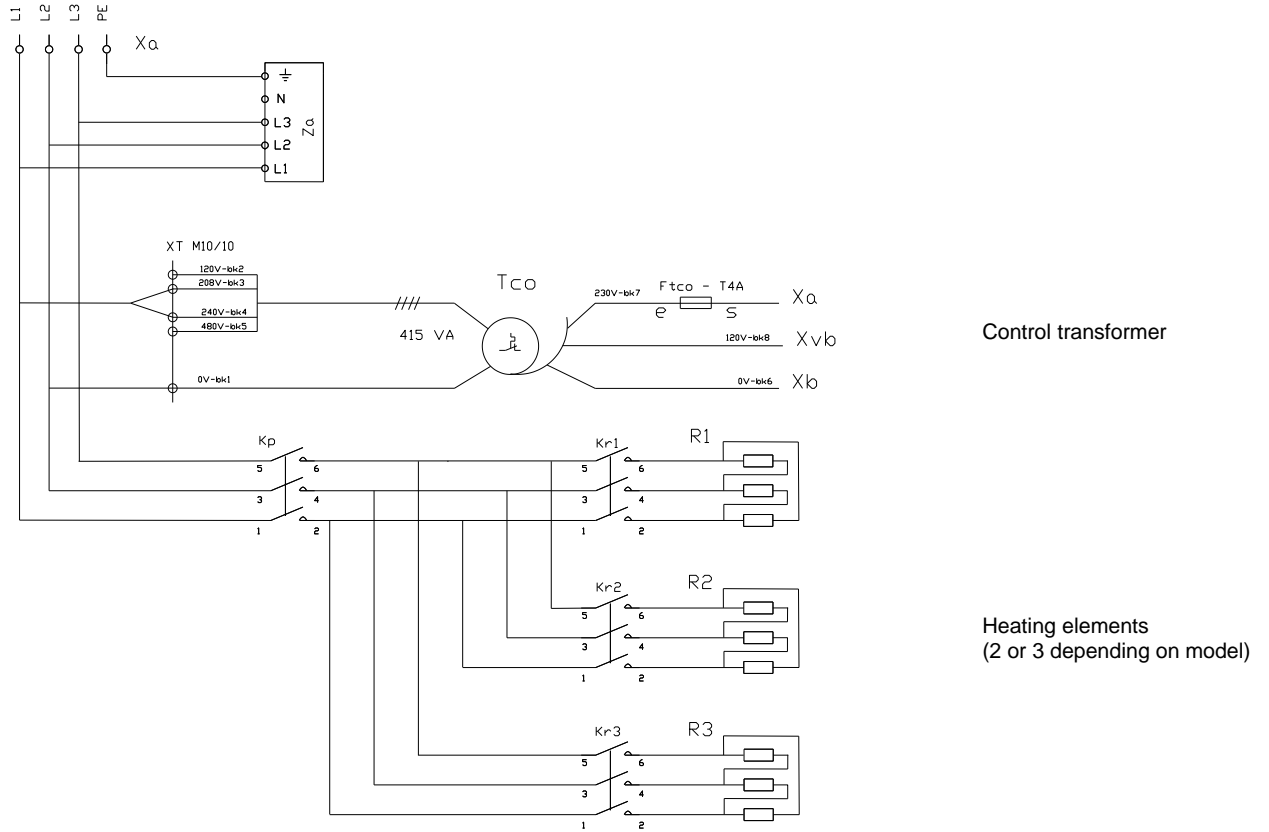 L1 L2 L3 PE
Xa
N
L3
L2
L1
Za
XT M10/10
120V-bk2
208V-bk3
240V-bk4
480V-bk5
0V-bk1
415 VA
Tco
230V-bk7
Ftco - T4A
e s
Xa
120V-bk8
Xvb
0V-bk6
Xb
Control transformer
Kp
5 6
3 4
1 2
Kr1
5 6
3 4
1 2
R1
Kr2
5 6
3 4
1 2
R2
Heating elements
(2 or 3 depending on model)
Kr3
5 6
3 4
1 2
R3